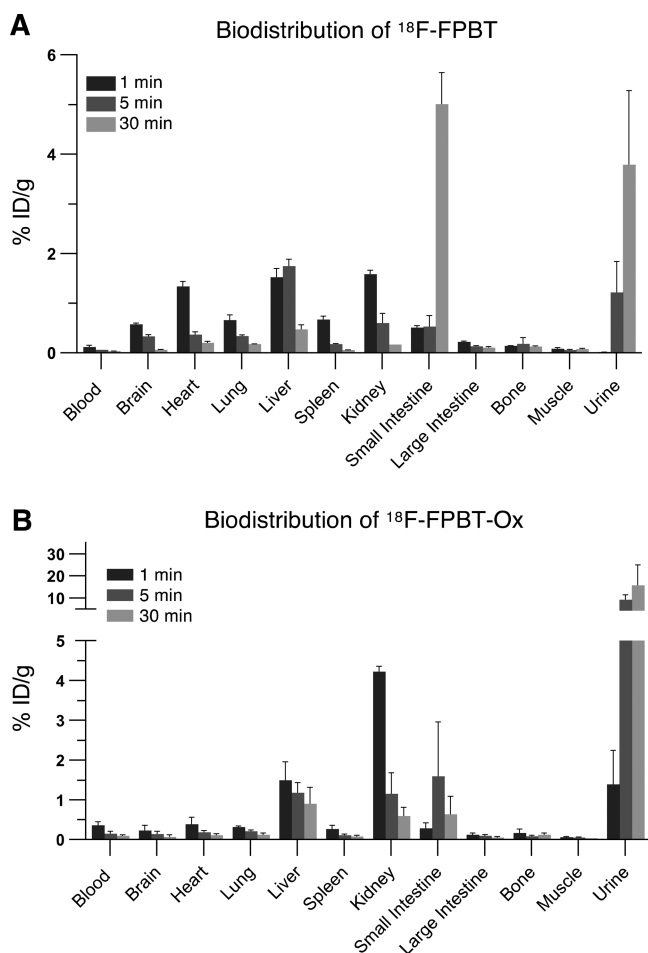 A
Biodistribution of ¹⁸F-FPBT
1 min
5 min
30 min
% ID/g
6
4
2
0
Blood
Brain
Heart
Lung
Liver
Spleen
Kidney
Small Intestine
Large Intestine
Bone
Muscle
Urine
B
Biodistribution of ¹⁸F-FPBT-Ox
1 min
5 min
30 min
% ID/g
30
20
10
5
4
3
2
1
0
Blood
Brain
Heart
Lung
Liver
Spleen
Kidney
Small Intestine
Large Intestine
Bone
Muscle
Urine